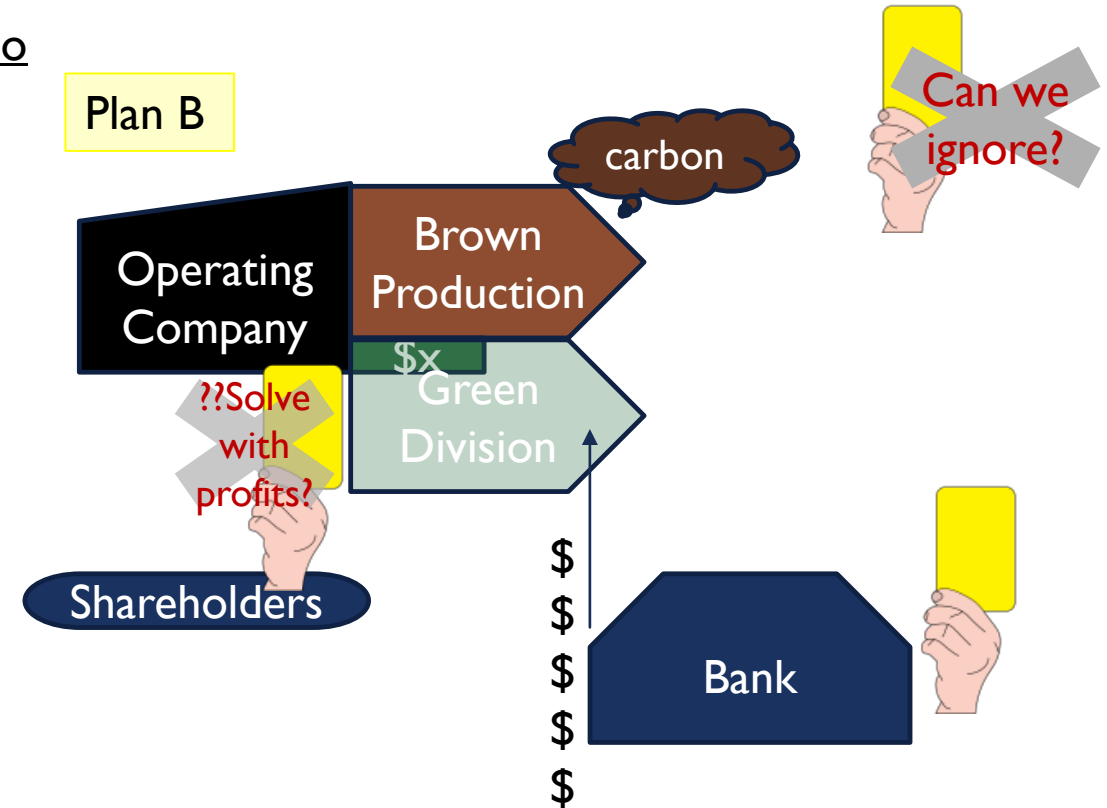 o
Plan B
Can we
ignore?
carbon
Brown
Production
Operating
Company
$x
Green
Division
??Solve
with
profits?
Shareholders
$
$
$
$
$
Bank